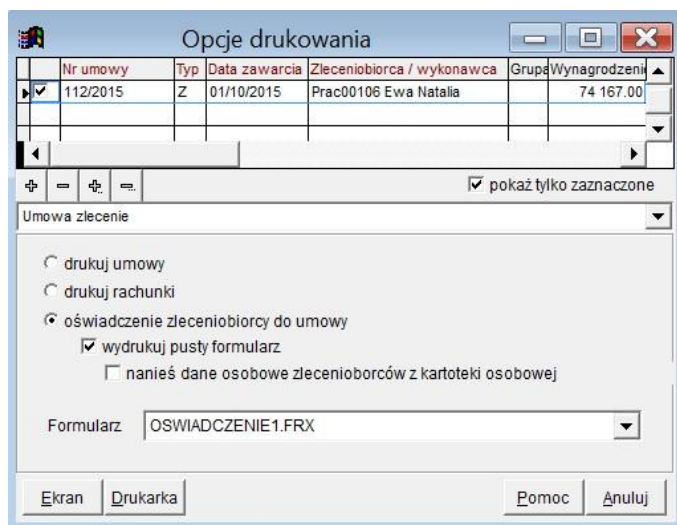 Opcje drukowania
Nr umowy Typ Data zawarcia Zleceniobiorca / wykonawca Grupa Wynagrodzeni
112/2015 Z 01/10/2015 Prac00106 Ewa Natalia 74 167.00
pokaż tylko zaznaczone
Umowa zlecenie
drukuj umowy
drukuj rachunki
oświadczenie zleceniobiorcy do umowy
wydrukuj pusty formularz
nanieś dane osobowe zlecenioborców z kartoteki osobowej
Formularz OSWIADCZENIE1.FRX
Ekran Drukarka Pomoc Anuluj